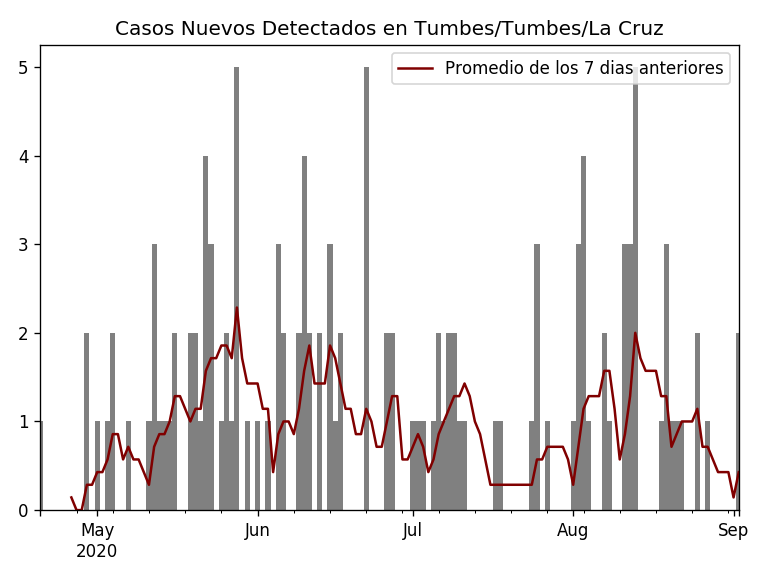 Casos Nuevos Detectados en Tumbes/Tumbes/La Cruz
Promedio de los 7 dias anteriores
5
4
3
2
1
0
May Jun Jul Aug Sep
2020